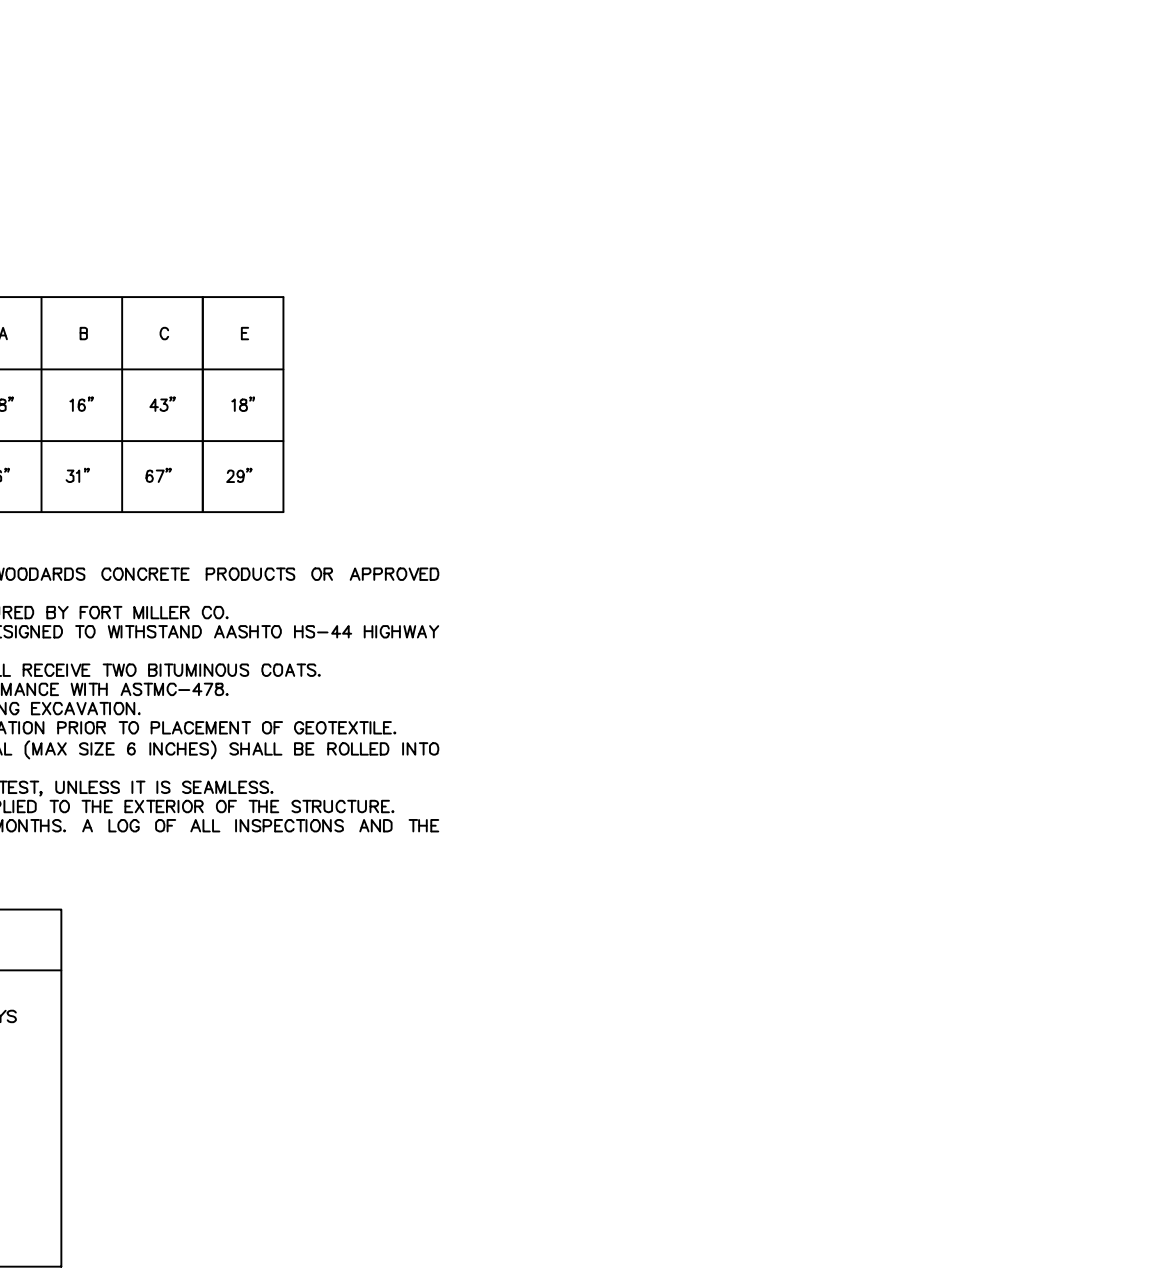 A B C E
8" 16" 43" 18"
6" 31" 67" 29"
WOODARDS CONCRETE PRODUCTS OR APPROVED
RED BY FORT MILLER CO.
ESIGNED TO WITHSTAND AASHTO HS-44 HIGHWAY
LL RECEIVE TWO BITUMINOUS COATS.
MANCE WITH ASTMC-478.
NG EXCAVATION.
ATION PRIOR TO PLACEMENT OF GEOTEXTILE.
AL (MAX SIZE 6 INCHES) SHALL BE ROLLED INTO
TEST, UNLESS IT IS SEAMLESS.
PLIED TO THE EXTERIOR OF THE STRUCTURE.
MONTHS. A LOG OF ALL INSPECTIONS AND THE
YS